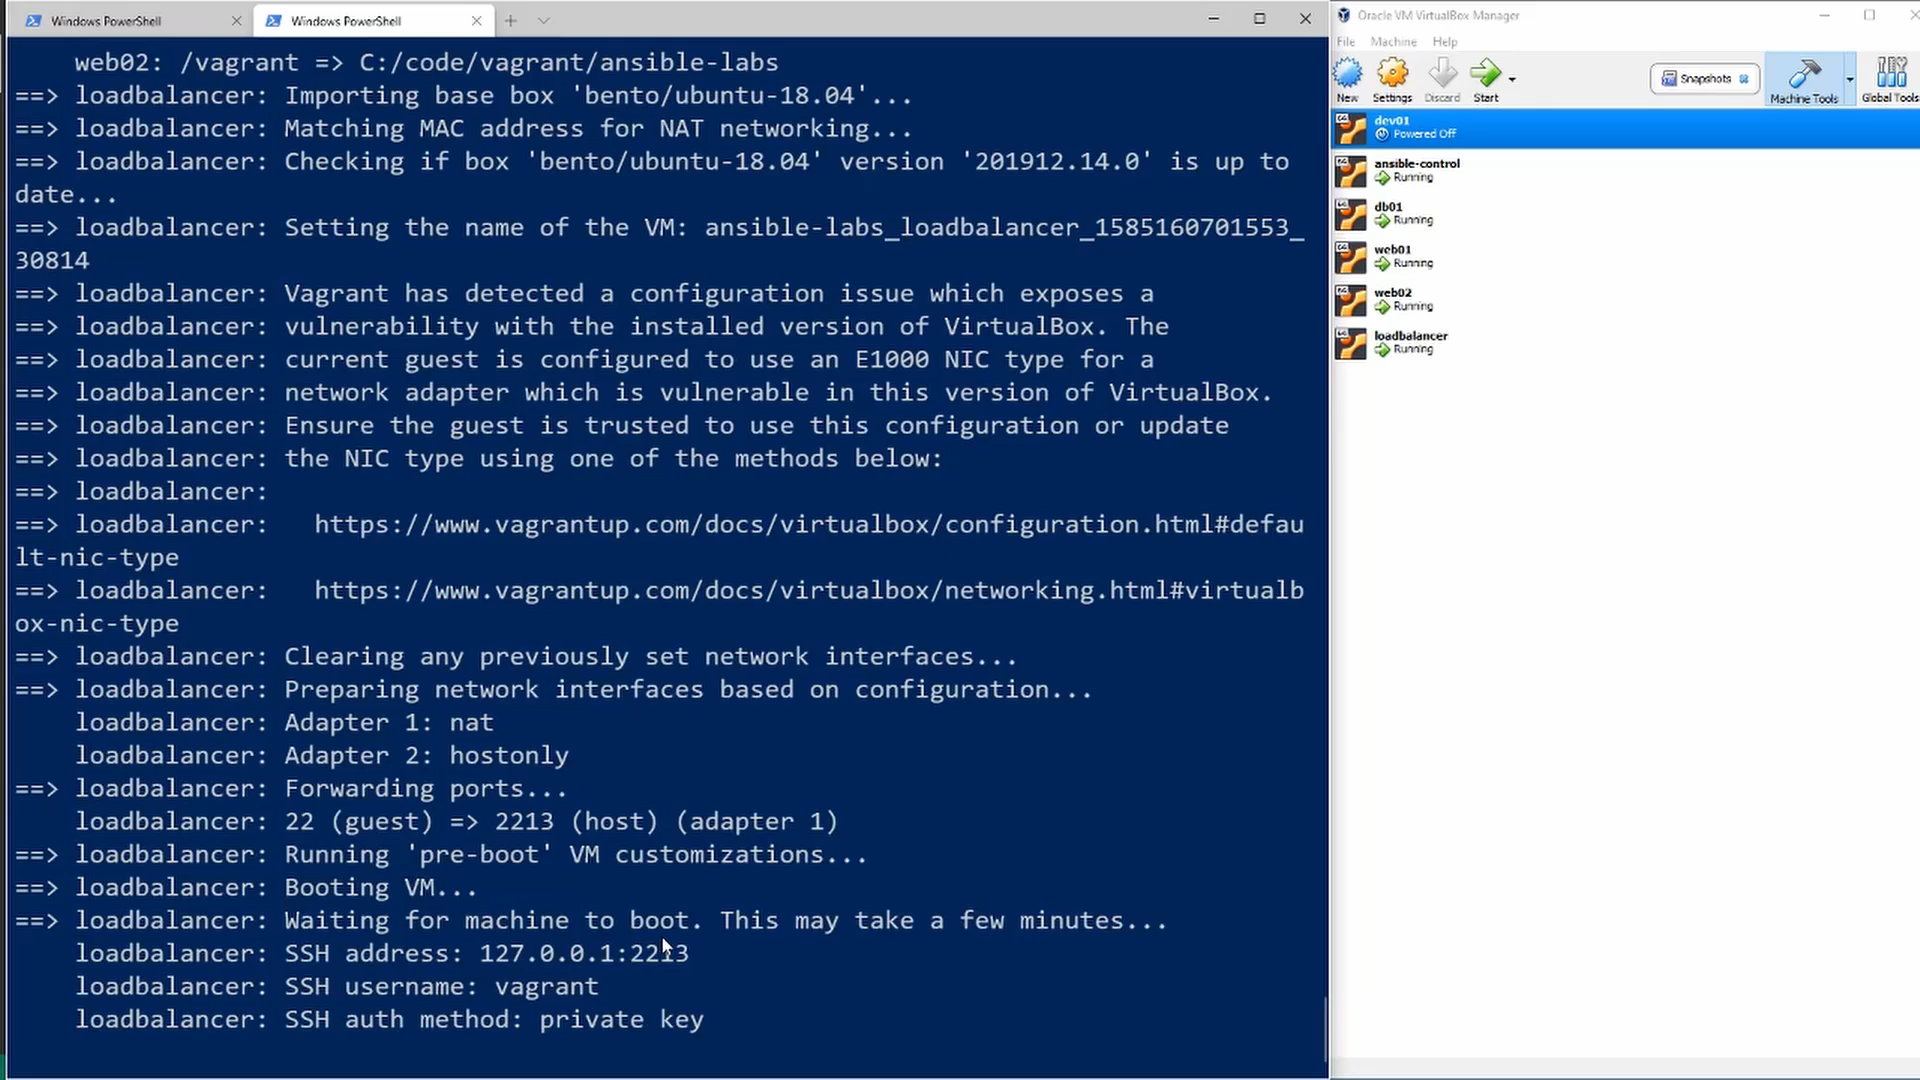 Windows PowerShell
Windows PowerShell
web02: /vagrant => C:/code/vagrant/ansible-labs
==> loadbalancer: Importing base box 'bento/ubuntu-18.04'...
==> loadbalancer: Matching MAC address for NAT networking...
==> loadbalancer: Checking if box 'bento/ubuntu-18.04' version '201912.14.0' is up to
date...
==> loadbalancer: Setting the name of the VM: ansible-labs_loadbalancer_1585160701553_
30814
==> loadbalancer: Vagrant has detected a configuration issue which exposes a
==> loadbalancer: vulnerability with the installed version of VirtualBox. The
==> loadbalancer: current guest is configured to use an E1000 NIC type for a
==> loadbalancer: network adapter which is vulnerable in this version of VirtualBox.
==> loadbalancer: Ensure the guest is trusted to use this configuration or update
==> loadbalancer: the NIC type using one of the methods below:
==> loadbalancer:
==> loadbalancer: https://www.vagrantup.com/docs/virtualbox/configuration.html#defau
lt-nic-type
==> loadbalancer: https://www.vagrantup.com/docs/virtualbox/networking.html#virtualb
ox-nic-type
==> loadbalancer: Clearing any previously set network interfaces...
==> loadbalancer: Preparing network interfaces based on configuration...
loadbalancer: Adapter 1: nat
loadbalancer: Adapter 2: hostonly
==> loadbalancer: Forwarding ports...
loadbalancer: 22 (guest) => 2213 (host) (adapter 1)
==> loadbalancer: Running 'pre-boot' VM customizations...
==> loadbalancer: Booting VM...
==> loadbalancer: Waiting for machine to boot. This may take a few minutes...
loadbalancer: SSH address: 127.0.0.1:2213
loadbalancer: SSH username: vagrant
loadbalancer: SSH auth method: private key
Oracle VM VirtualBox Manager
File Machine Help
New Settings Discard Start
Snapshots
Machine Tools
Global Tools
dev01
Powered Off
ansible-control
Running
db01
Running
web01
Running
web02
Running
loadbalancer
Running